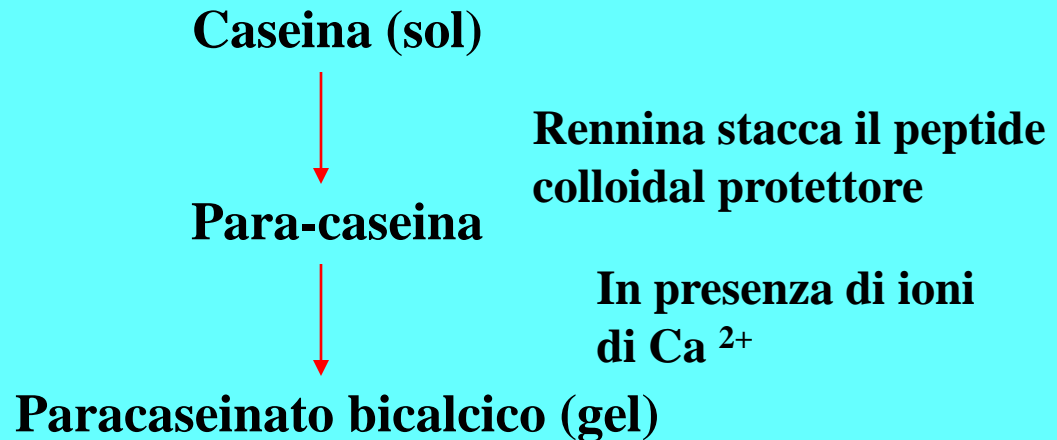 Caseina (sol)
Rennina stacca il peptide
colloidal protettore
Para-caseina
In presenza di ioni
di Ca 2+
Paracaseinato bicalcico (gel)